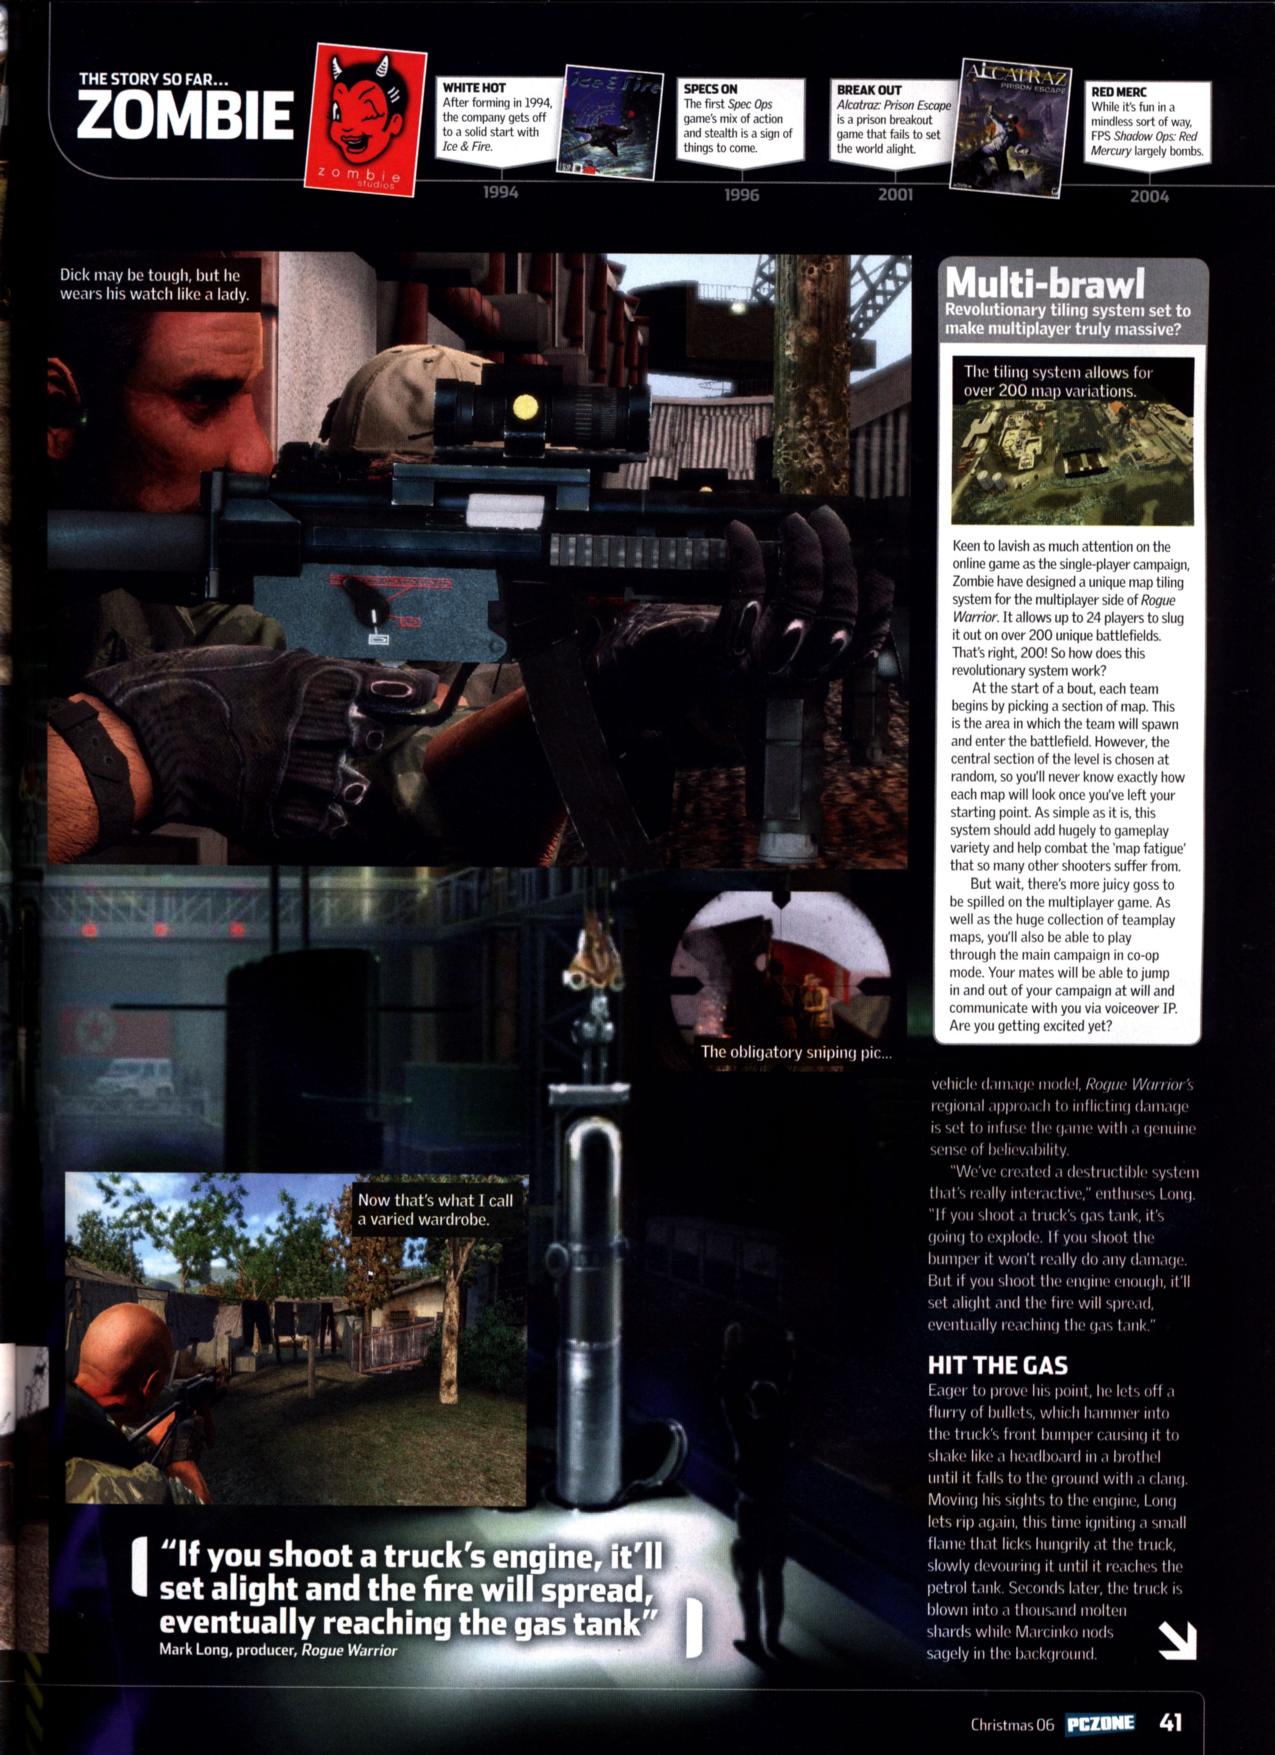 THE STORY SO FAR...
ZOMBIE
zombie
studios
WHITE HOT
After forming in 1994,
the company gets off
to a solid start with
Ice & Fire.
Ice & Fire
1994
SPECS ON
The first Spec Ops
game's mix of action
and stealth is a sign of
things to come.
1996
BREAK OUT
Alcatraz: Prison Escape
is a prison breakout
game that fails to set
the world alight.
2001
ALCATRAZ
PRISON ESCAPE
RED MERC
While it's fun in a
mindless sort of way,
FPS Shadow Ops: Red
Mercury largely bombs.
2004
Dick may be tough, but he
wears his watch like a lady.
Multi-brawl
Revolutionary tiling system set to
make multiplayer truly massive?
The tiling system allows for
over 200 map variations.
Keen to lavish as much attention on the
online game as the single-player campaign,
Zombie have designed a unique map tiling
system for the multiplayer side of Rogue
Warrior. It allows up to 24 players to slug
it out on over 200 unique battlefields.
That's right, 200! So how does this
revolutionary system work?
At the start of a bout, each team
begins by picking a section of map. This
is the area in which the team will spawn
and enter the battlefield. However, the
central section of the level is chosen at
random, so you'll never know exactly how
each map will look once you've left your
starting point. As simple as it is, this
system should add hugely to gameplay
variety and help combat the 'map fatigue'
that so many other shooters suffer from.
But wait, there's more juicy goss to
be spilled on the multiplayer game. As
well as the huge collection of teamplay
maps, you'll also be able to play
through the main campaign in co-op
mode. Your mates will be able to jump
in and out of your campaign at will and
communicate with you via voiceover IP.
Are you getting excited yet?
The obligatory sniping pic...
Now that's what I call
a varied wardrobe.
"If you shoot a truck's engine, it'll
set alight and the fire will spread,
eventually reaching the gas tank"
Mark Long, producer, Rogue Warrior
vehicle damage model, Rogue Warrior's
regional approach to inflicting damage
is set to infuse the game with a genuine
sense of believability.
"We've created a destructible system
that's really interactive," enthuses Long.
"If you shoot a truck's gas tank, it's
going to explode. If you shoot the
bumper it won't really do any damage.
But if you shoot the engine enough, it'll
set alight and the fire will spread,
eventually reaching the gas tank."
HIT THE GAS
Eager to prove his point, he lets off a
flurry of bullets, which hammer into
the truck's front bumper causing it to
shake like a headboard in a brothel
until it falls to the ground with a clang.
Moving his sights to the engine, Long
lets rip again, this time igniting a small
flame that licks hungrily at the truck,
slowly devouring it until it reaches the
petrol tank. Seconds later, the truck is
blown into a thousand molten
shards while Marcinko nods
sagely in the background.
Christmas 06 PCZONE 41